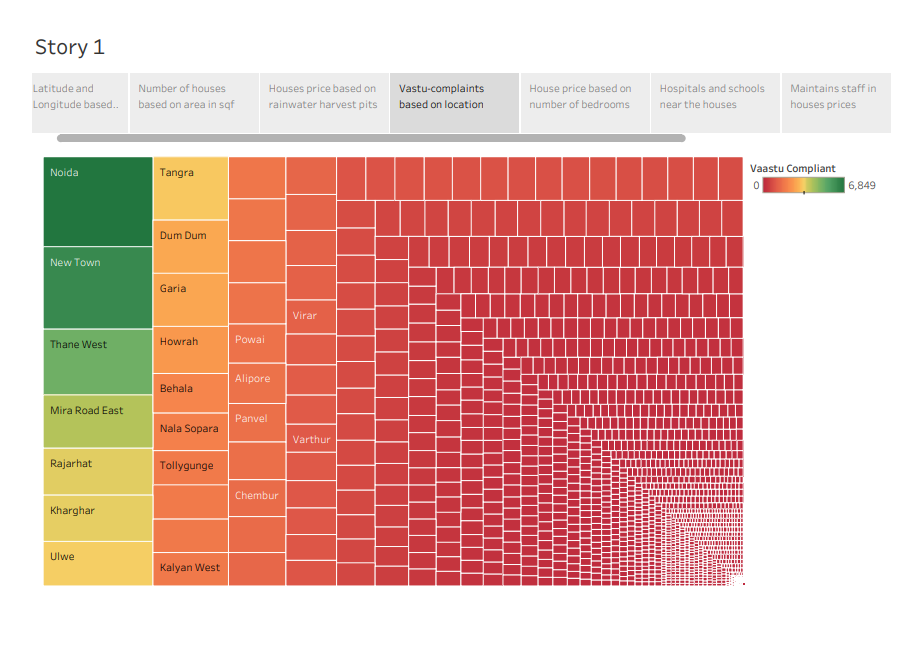 Story 1
Latitude and
Longitude based..
Number of houses
based on area in sqf
Houses price based on
rainwater harvest pits
Vastu-complaints
based on location
House price based on
number of bedrooms
Hospitals and schools
near the houses
Maintains staff in
houses prices
Vaastu Compliant
0 6,849
Noida
New Town
Thane West
Mira Road East
Rajarhat
Kharghar
Ulwe
Tangra
Dum Dum
Garia
Howrah
Behala
Nala Sopara
Tollygunge
Kalyan West
Powai
Alipore
Panvel
Chembur
Virar
Varthur